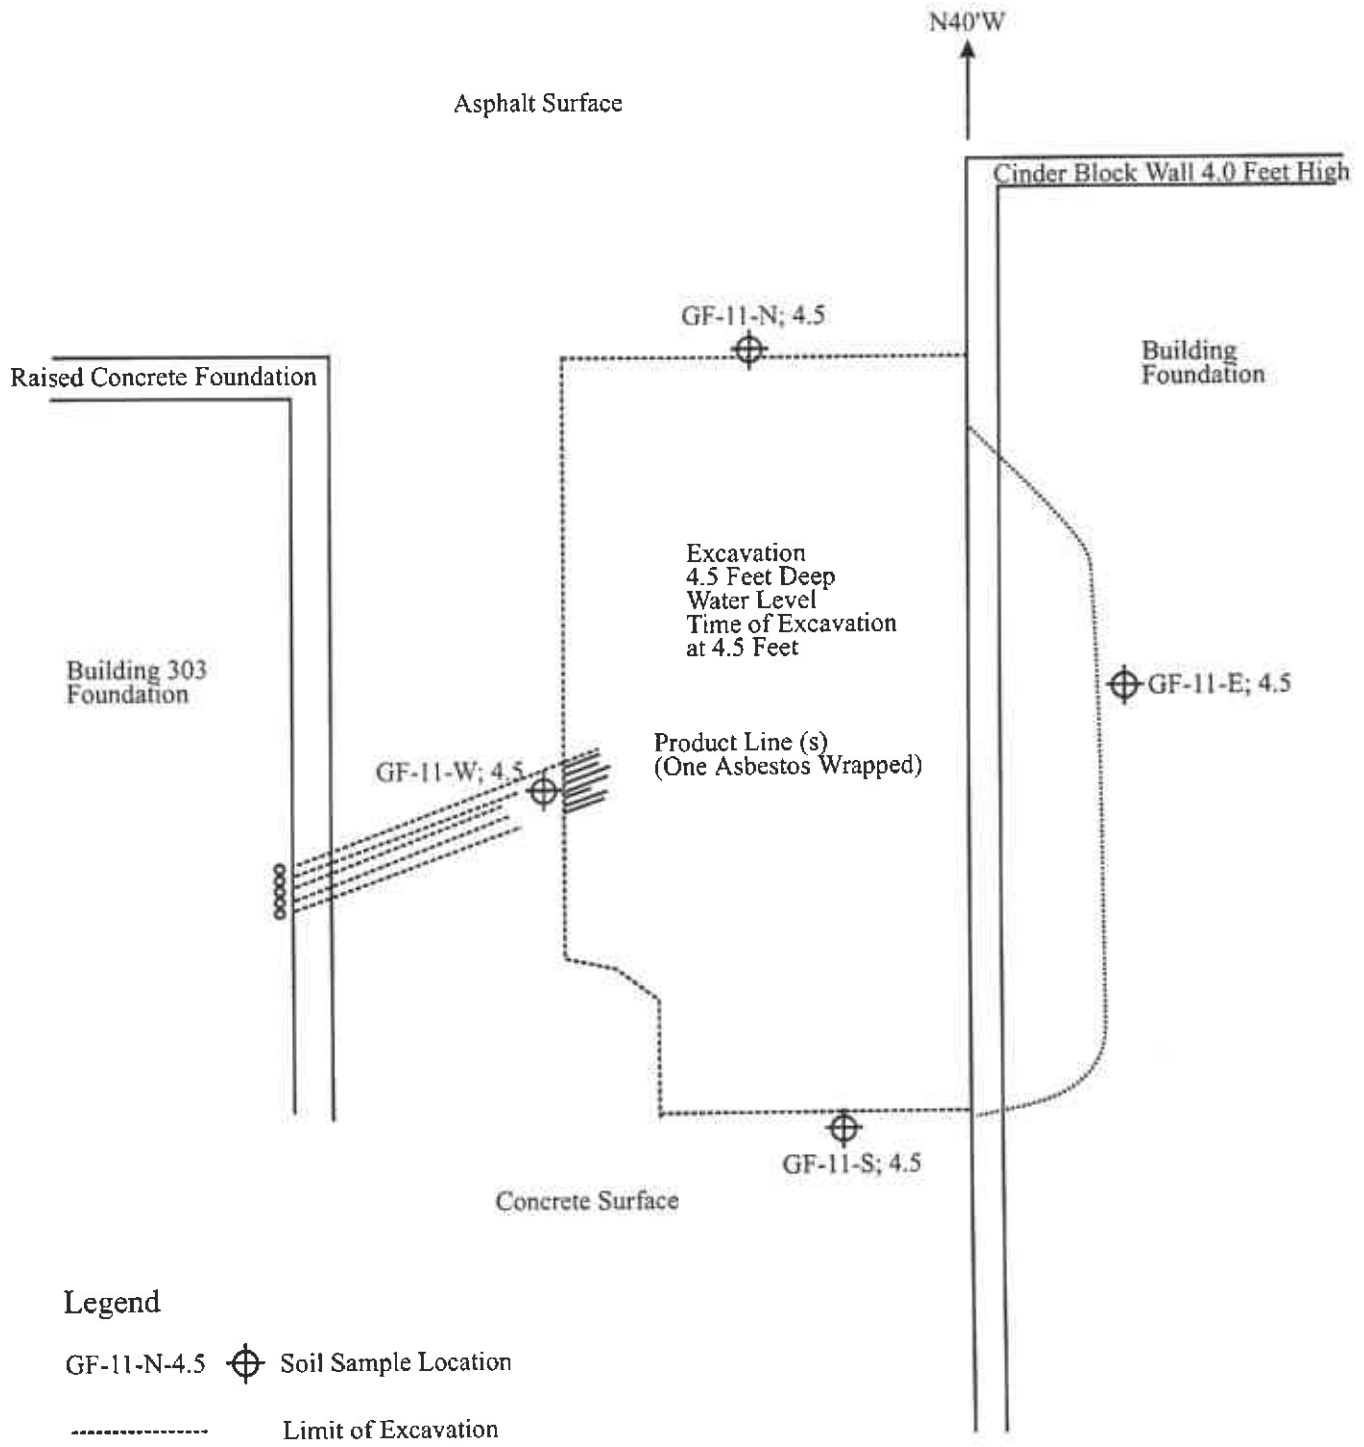 N40'W
Asphalt Surface
Cinder Block Wall 4.0 Feet High
GF-11-N; 4.5
Building
Foundation
Raised Concrete Foundation
Excavation
4.5 Feet Deep
Water Level
Time of Excavation
at 4.5 Feet
Building 303
Foundation
GF-11-E; 4.5
Product Line (s)
(One Asbestos Wrapped)
GF-11-W; 4.5
GF-11-S; 4.5
Concrete Surface
Legend
GF-11-N-4.5 Soil Sample Location
Limit of Excavation